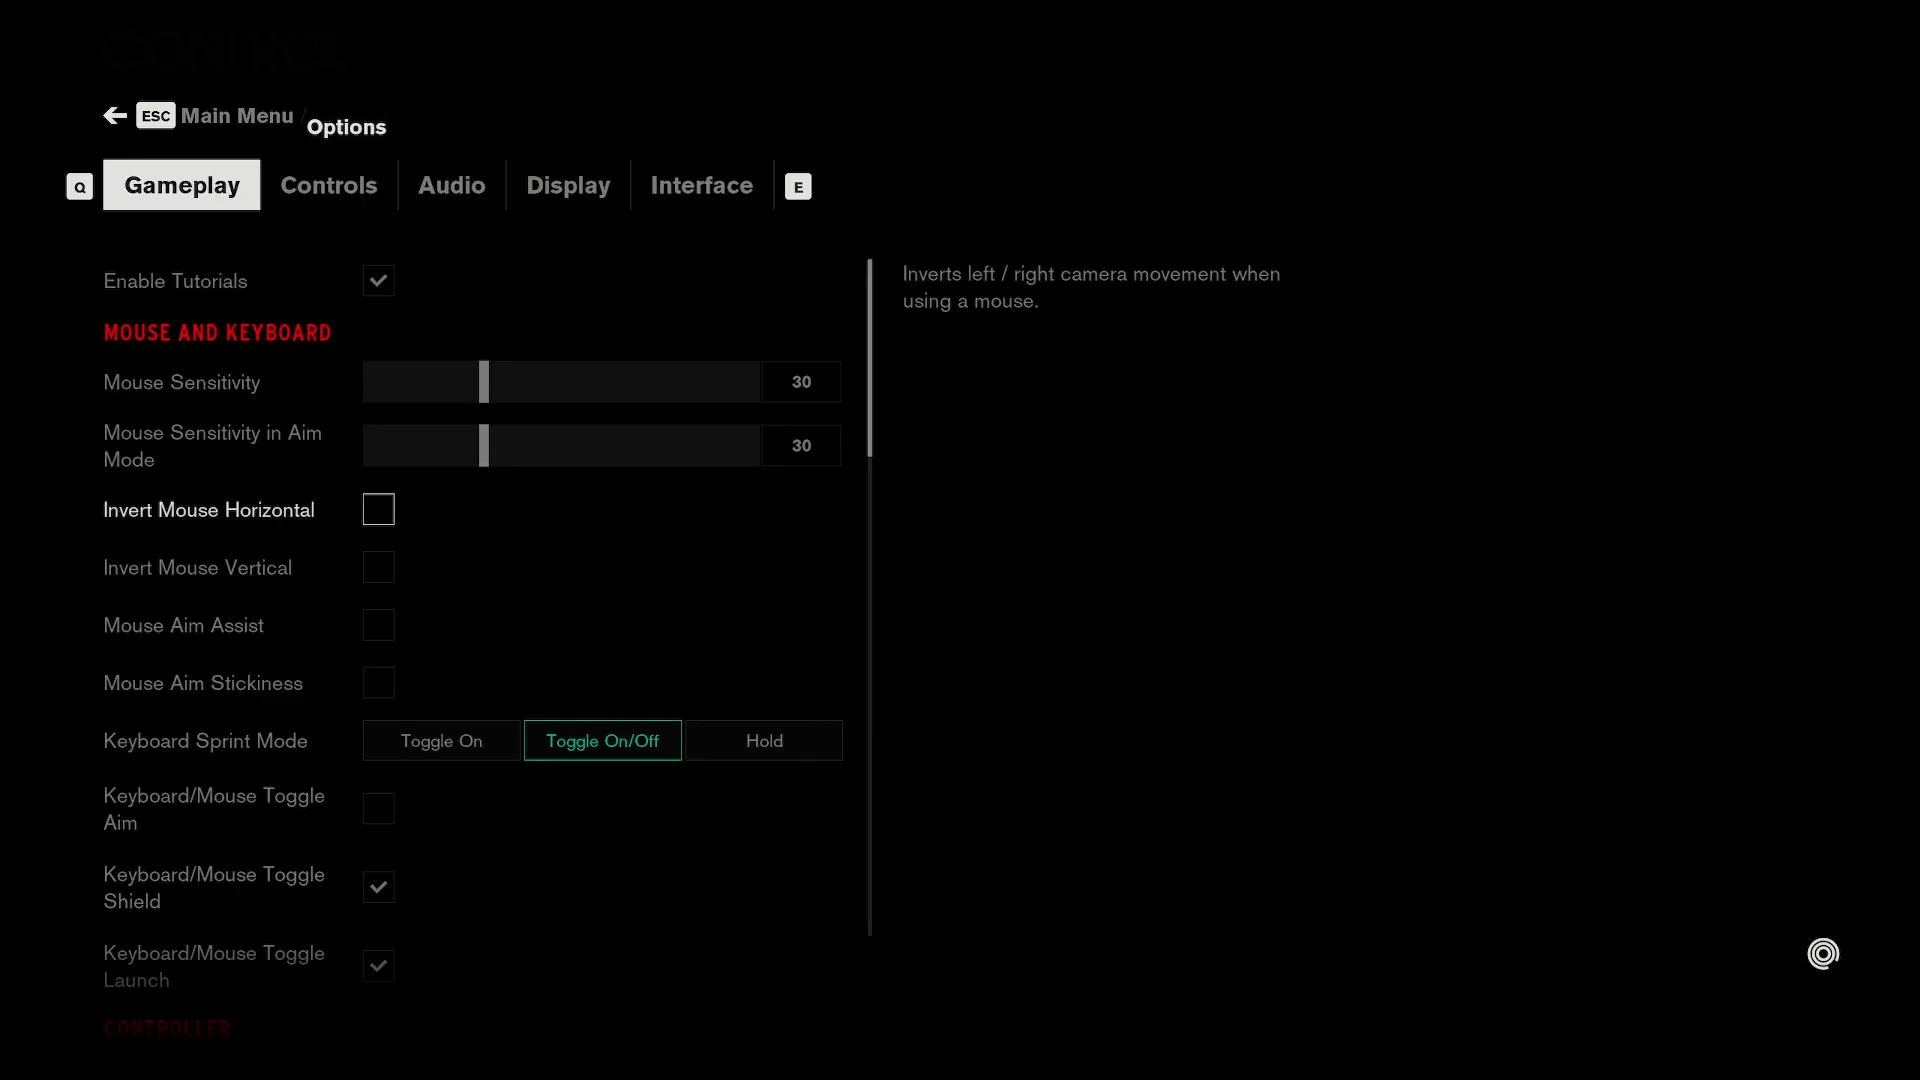 ESC Main Menu / Options
Q Gameplay Controls Audio Display Interface E
Enable Tutorials
MOUSE AND KEYBOARD
Mouse Sensitivity 30
Mouse Sensitivity in Aim
Mode
30
Invert Mouse Horizontal
Invert Mouse Vertical
Mouse Aim Assist
Mouse Aim Stickiness
Keyboard Sprint Mode Toggle On Toggle On/Off Hold
Keyboard/Mouse Toggle
Aim
Keyboard/Mouse Toggle
Shield
Keyboard/Mouse Toggle
Launch
CONTROLLER
Inverts left / right camera movement when
using a mouse.